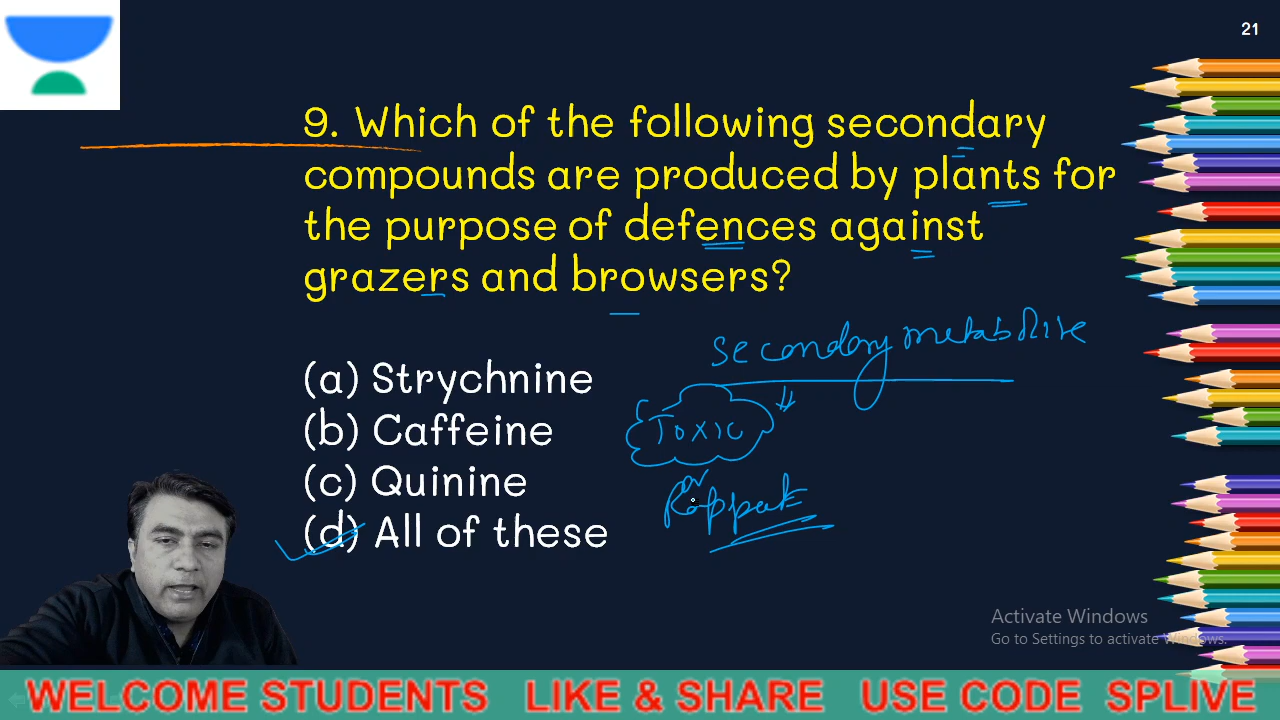 21
9. Which of the following secondary
compounds are produced by plants for
the purpose of defences against
grazers and browsers?
secondary metabolite
(a) Strychnine
(b) Caffeine
Toxic
(c) Quinine
or
(d) All of these
Activate Windows
Go to Settings to activate Windows.
WELCOME STUDENTS LIKE & SHARE USE CODE SPLIVE